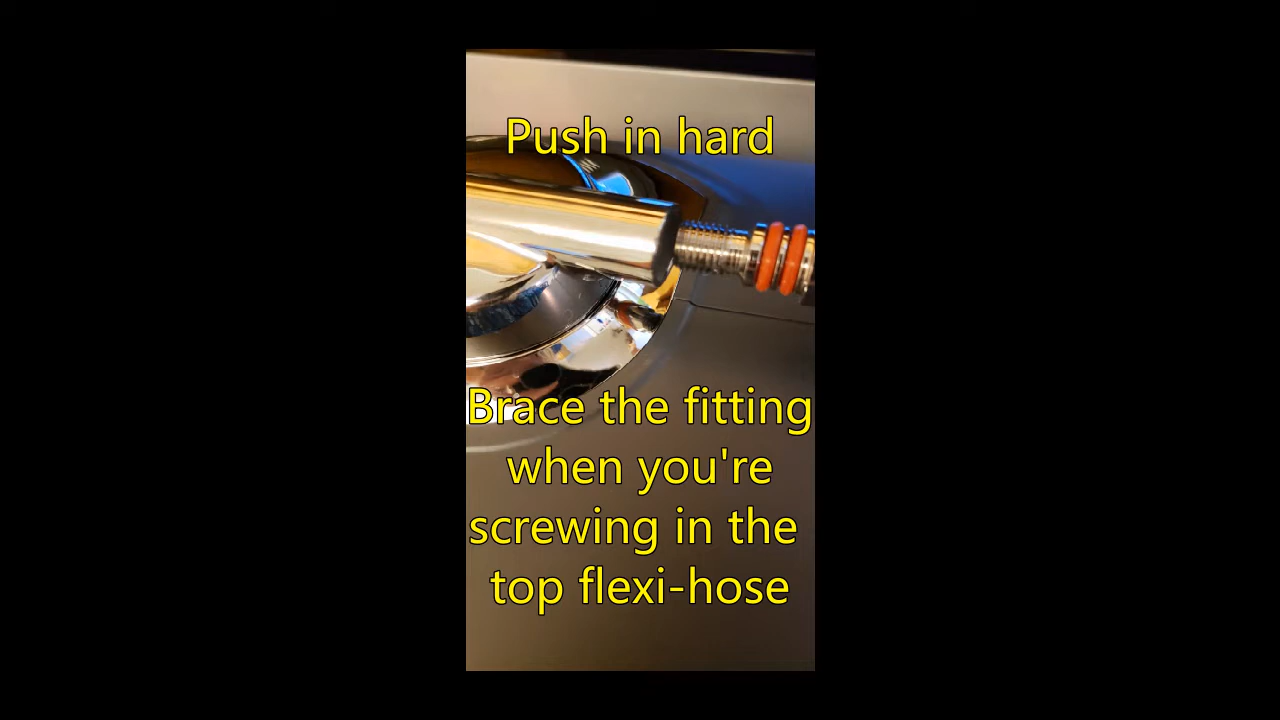 Push in hard
Brace the fitting
when you're
screwing in the
top flexi-hose